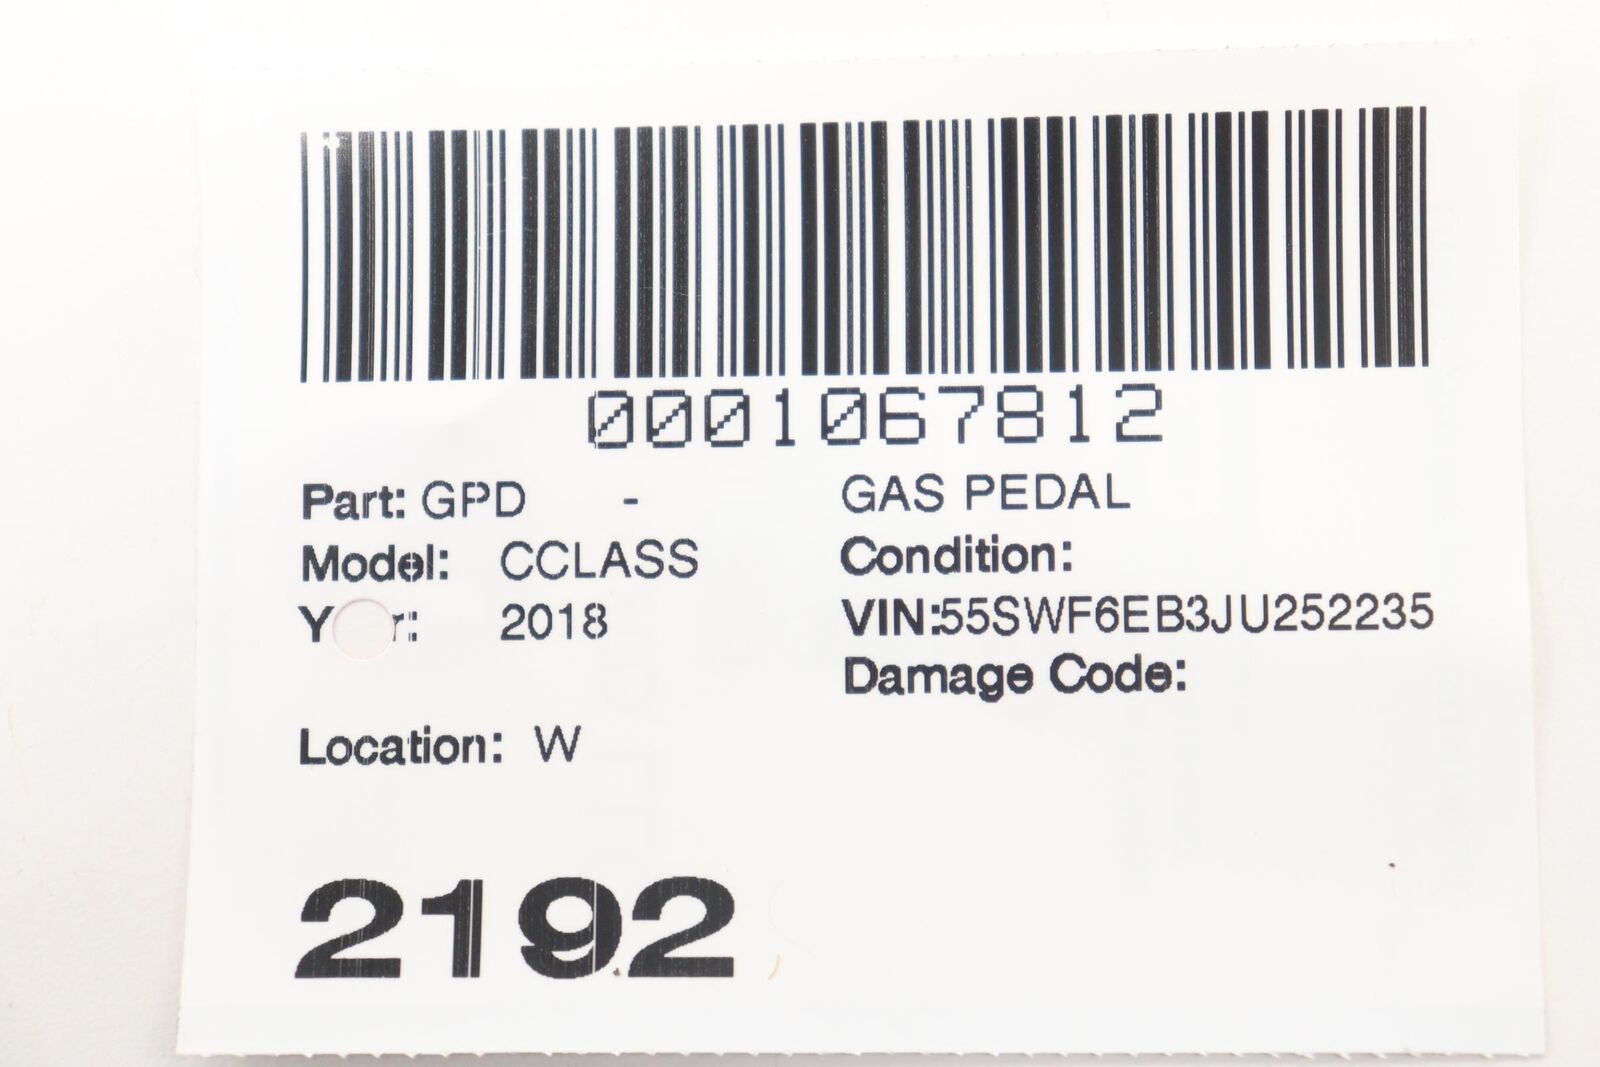 0001067812
Part: GPD - GAS PEDAL
Model: CCLASS Condition:
2018 VIN:55SWF6EB3JU252235
Damage Code:
Location: W
2192